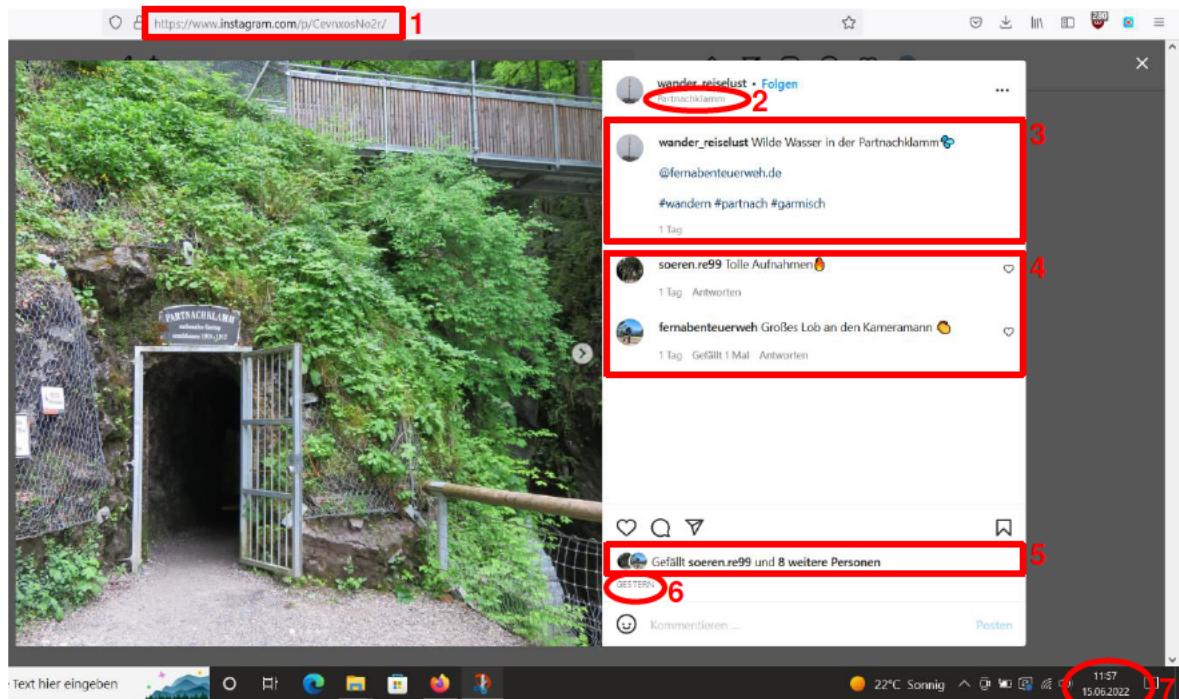 https://www.instagram.com/p/CevnxosNo2r/
1
wander_reiselust • Folgen
Partnachklamm
2
3
wander_reiselust Wilde Wasser in der Partnachklamm
@fernabenteuerweh.de
#wandern #partnach #garmisch
1 Tag
4
soeren.re99 Tolle Aufnahmen
1 Tag Antworten
fernabenteuerweh Großes Lob an den Kameramann
1 Tag Gefällt 1 Mal Antworten
PARTNACHKLAMM
5
Gefällt soeren.re99 und 8 weitere Personen
GESTERN
6
Kommentieren ... Posten
Text hier eingeben
22°C Sonnig
11:57
15.06.2022
7